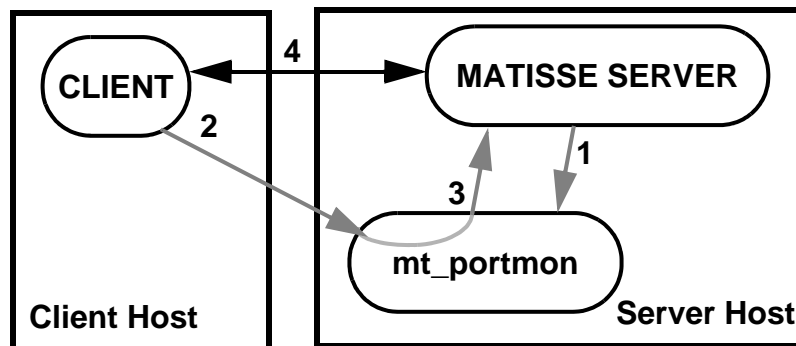 4
CLIENT
MATISSE SERVER
2
1
3
mt_portmon
Client Host
Server Host